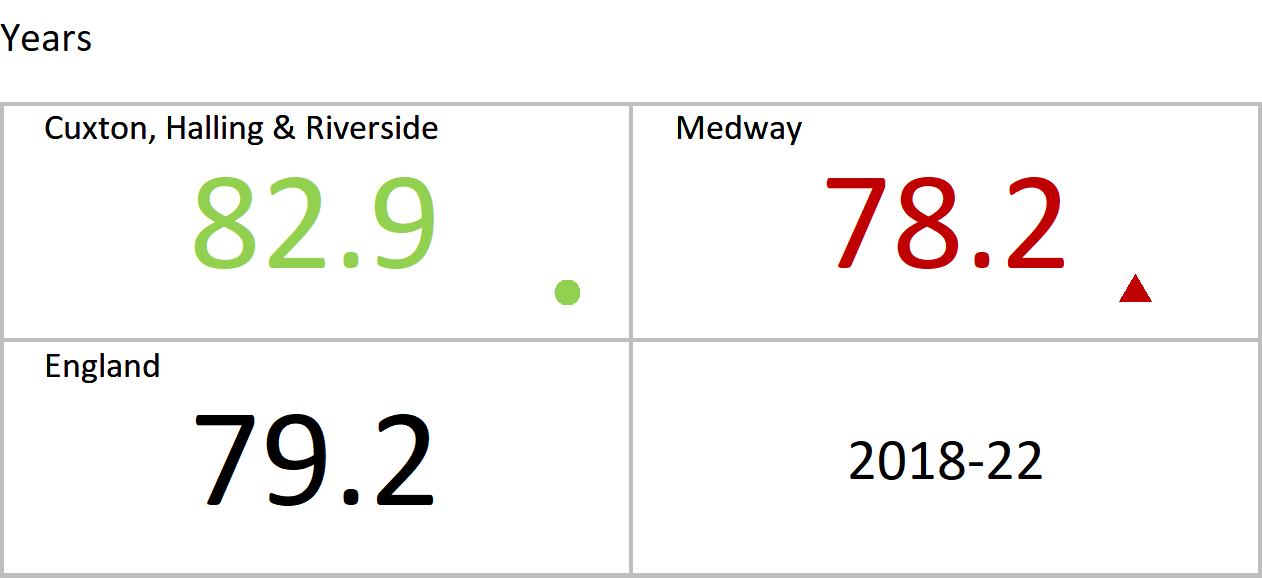 Years
Cuxton, Halling & Riverside
82.9
Medway
78.2
England
79.2
2018-22